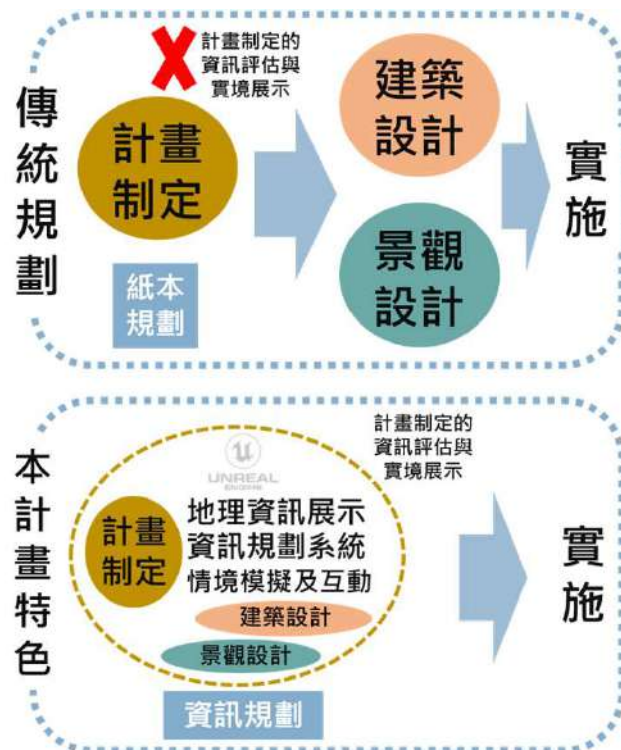 傳統規劃
計畫制定的
資訊評估與
實境展示
計畫
制定
紙本
規劃
建築
設計
景觀
設計
實施
本計畫特色
UNREAL
計畫
制定
地理資訊展示
資訊規劃系統
情境模擬及互動
建築設計
景觀設計
資訊規劃
計畫制定的
資訊評估與
實境展示
實施